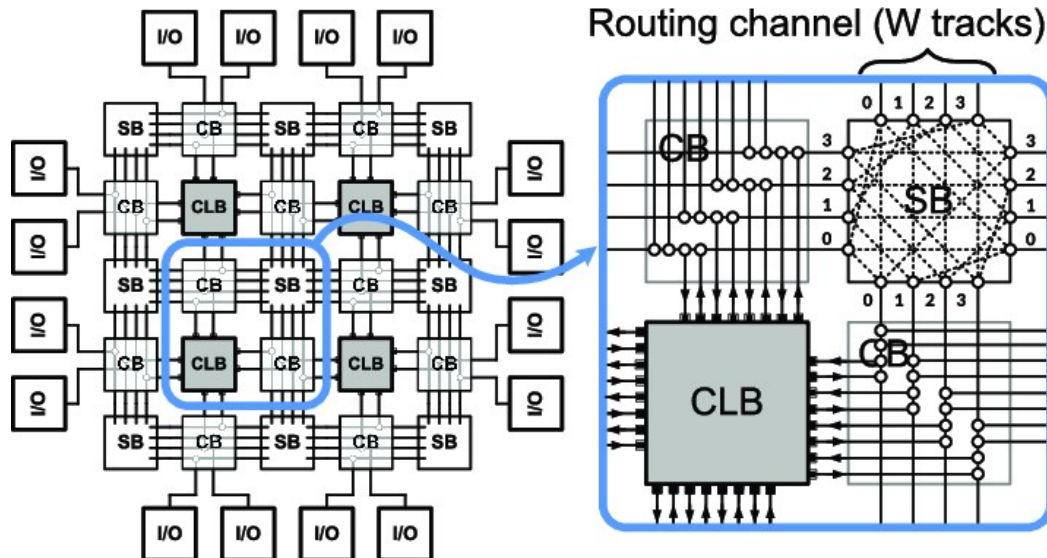 I/O I/O I/O I/O
Routing channel (W tracks)
SB CB SB CB SB
I/O I/O
CB CLB CB CLB CB
I/O I/O
SB CB SB CB SB
I/O I/O
CB CLB CB CLB CB
I/O I/O
SB CB SB CB SB
I/O I/O I/O I/O
0 1 2 3
CB 3 SB 3
2 2
1 1
0 0
0 1 2 3
CB
CLB